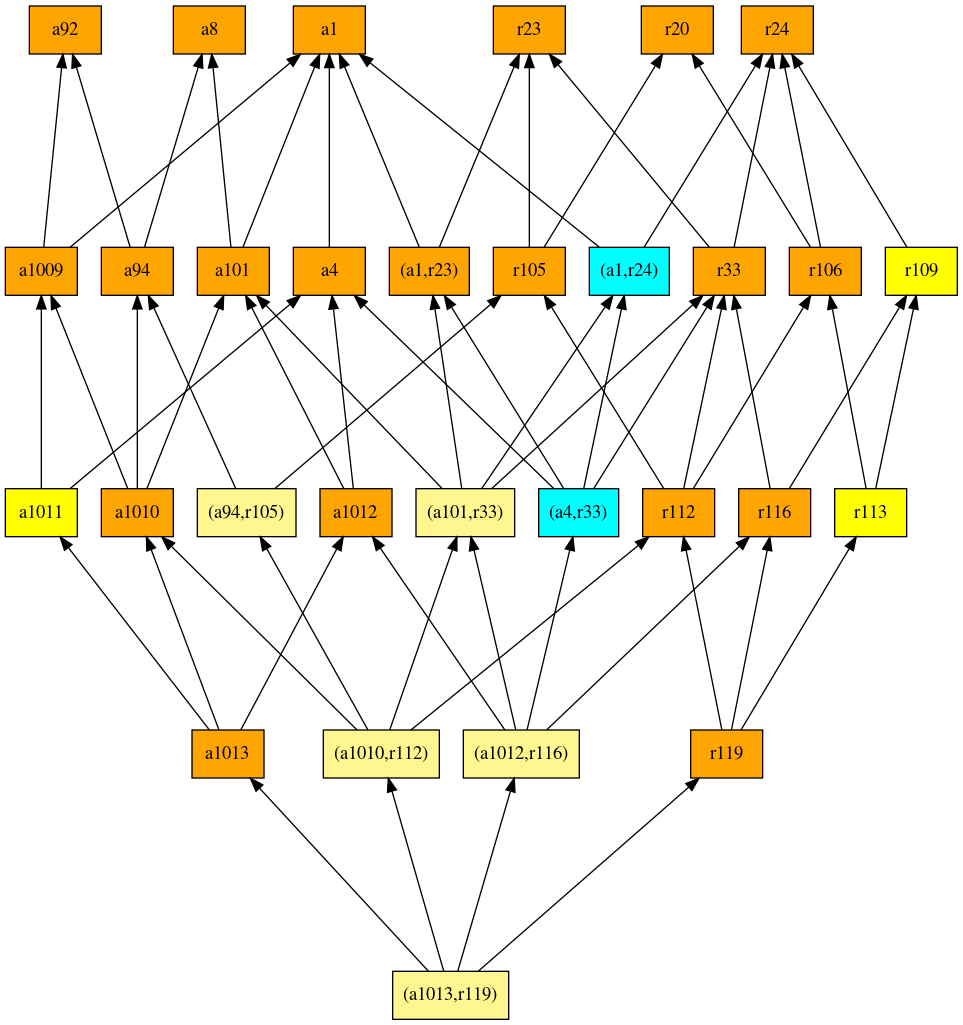 a92
a8
a1
r23
r20
r24
a1009
a94
a101
a4
(a1,r23)
r105
(a1,r24)
r33
r106
r109
a1011
a1010
(a94,r105)
a1012
(a101,r33)
(a4,r33)
r112
r116
r113
a1013
(a1010,r112)
(a1012,r116)
r119
(a1013,r119)